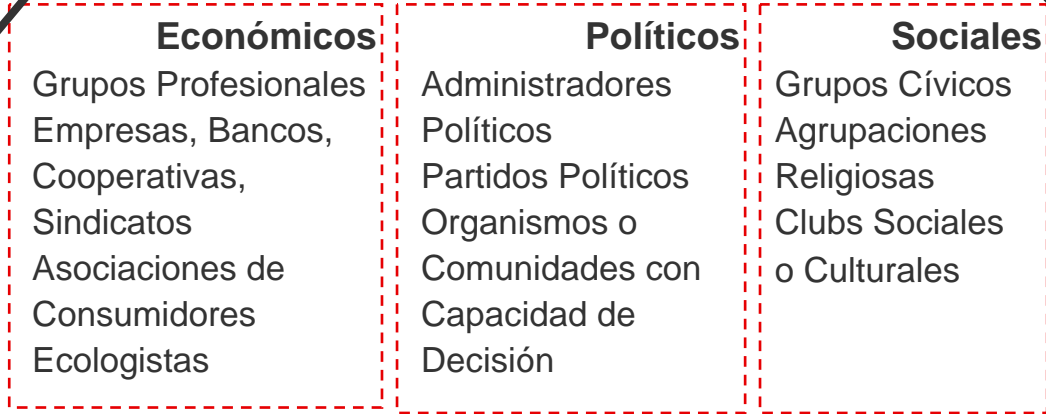 Económicos
Grupos Profesionales
Empresas, Bancos,
Cooperativas,
Sindicatos
Asociaciones de
Consumidores
Ecologistas
Políticos
Administradores
Políticos
Partidos Políticos
Organismos o
Comunidades con
Capacidad de
Decisión
Sociales
Grupos Cívicos
Agrupaciones
Religiosas
Clubs Sociales
o Culturales